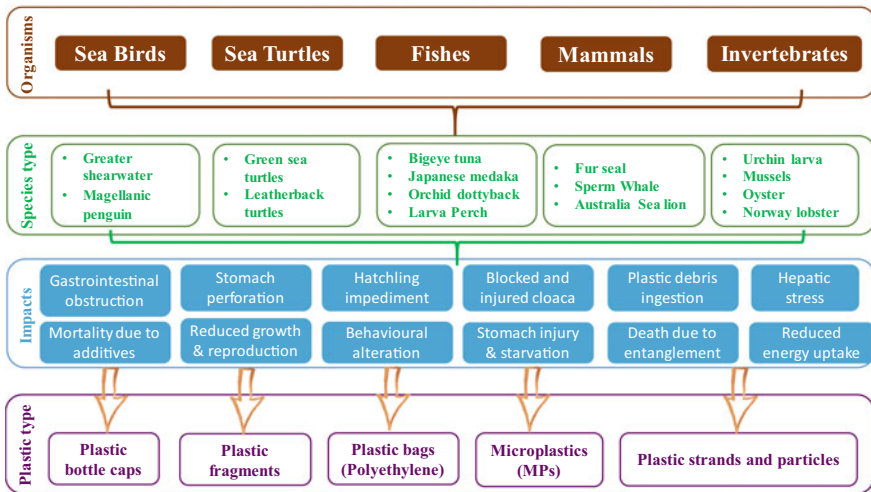 Organisms
Sea Birds
Sea Turtles
Fishes
Mammals
Invertebrates
Species type
• Greater
shearwater
• Magellanic
penguin
• Green sea
turtles
• Leatherback
turtles
• Bigeye tuna
• Japanese medaka
• Orchid dottyback
• Larva Perch
• Fur seal
• Sperm Whale
• Australia Sea lion
• Urchin larva
• Mussels
• Oyster
• Norway lobster
Impacts
Gastrointestinal
obstruction
Stomach
perforation
Hatchling
impediment
Blocked and
injured cloaca
Plastic debris
ingestion
Hepatic
stress
Mortality due to
additives
Reduced growth
& reproduction
Behavioural
alteration
Stomach injury
& starvation
Death due to
entanglement
Reduced
energy uptake
Plastic type
Plastic
bottle caps
Plastic
fragments
Plastic bags
(Polyethylene)
Microplastics
(MPs)
Plastic strands and particles